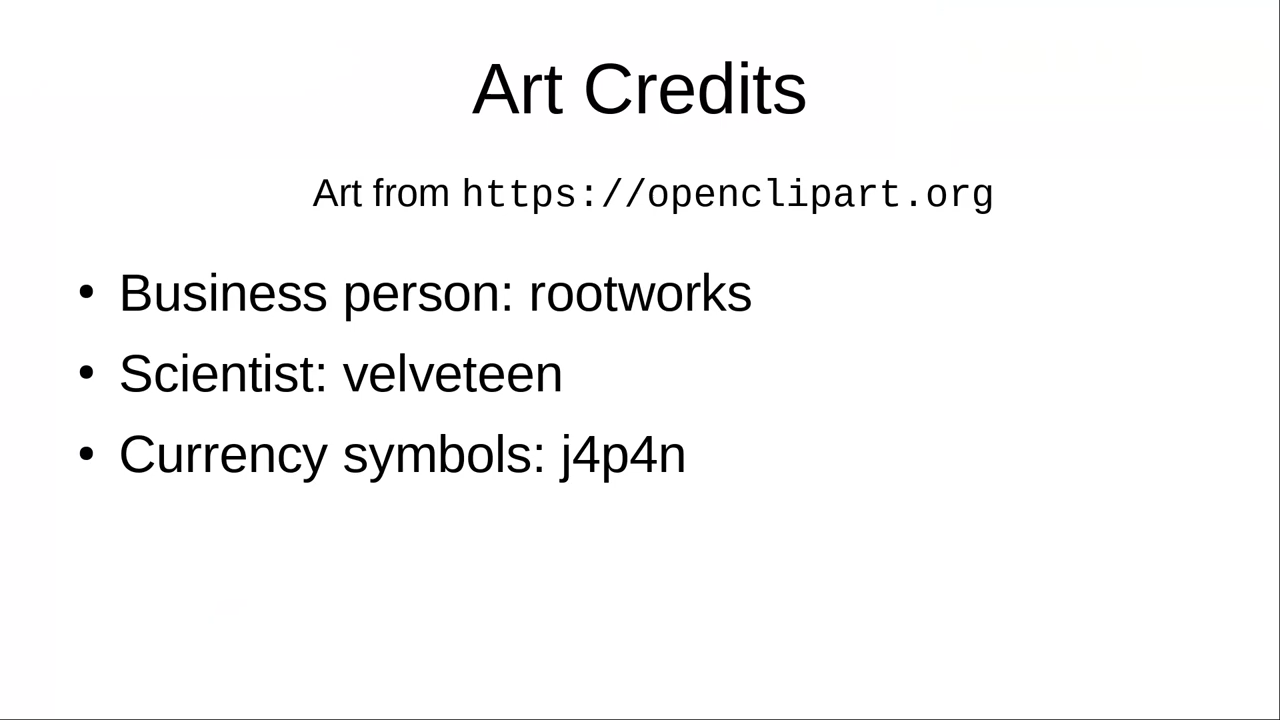 Art Credits
Art from https://openclipart.org
• Business person: rootworks
• Scientist: velveteen
• Currency symbols: j4p4n